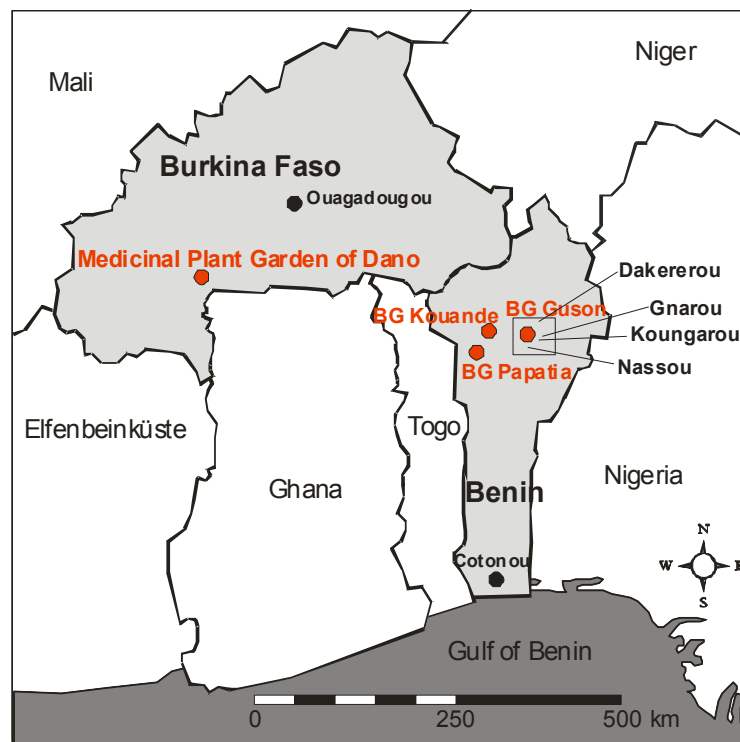 Mali
Niger
Burkina Faso
Ouagadougou
Medicinal Plant Garden of Dano
Dakererou
BG Kouande
BG Guson
Gnarou
Koungarou
BG Papatia
Nassou
Elfenbeinküste
Togo
Ghana
Benin
Nigeria
Cotonou
N
W
E
S
Gulf of Benin
0
250
500 km